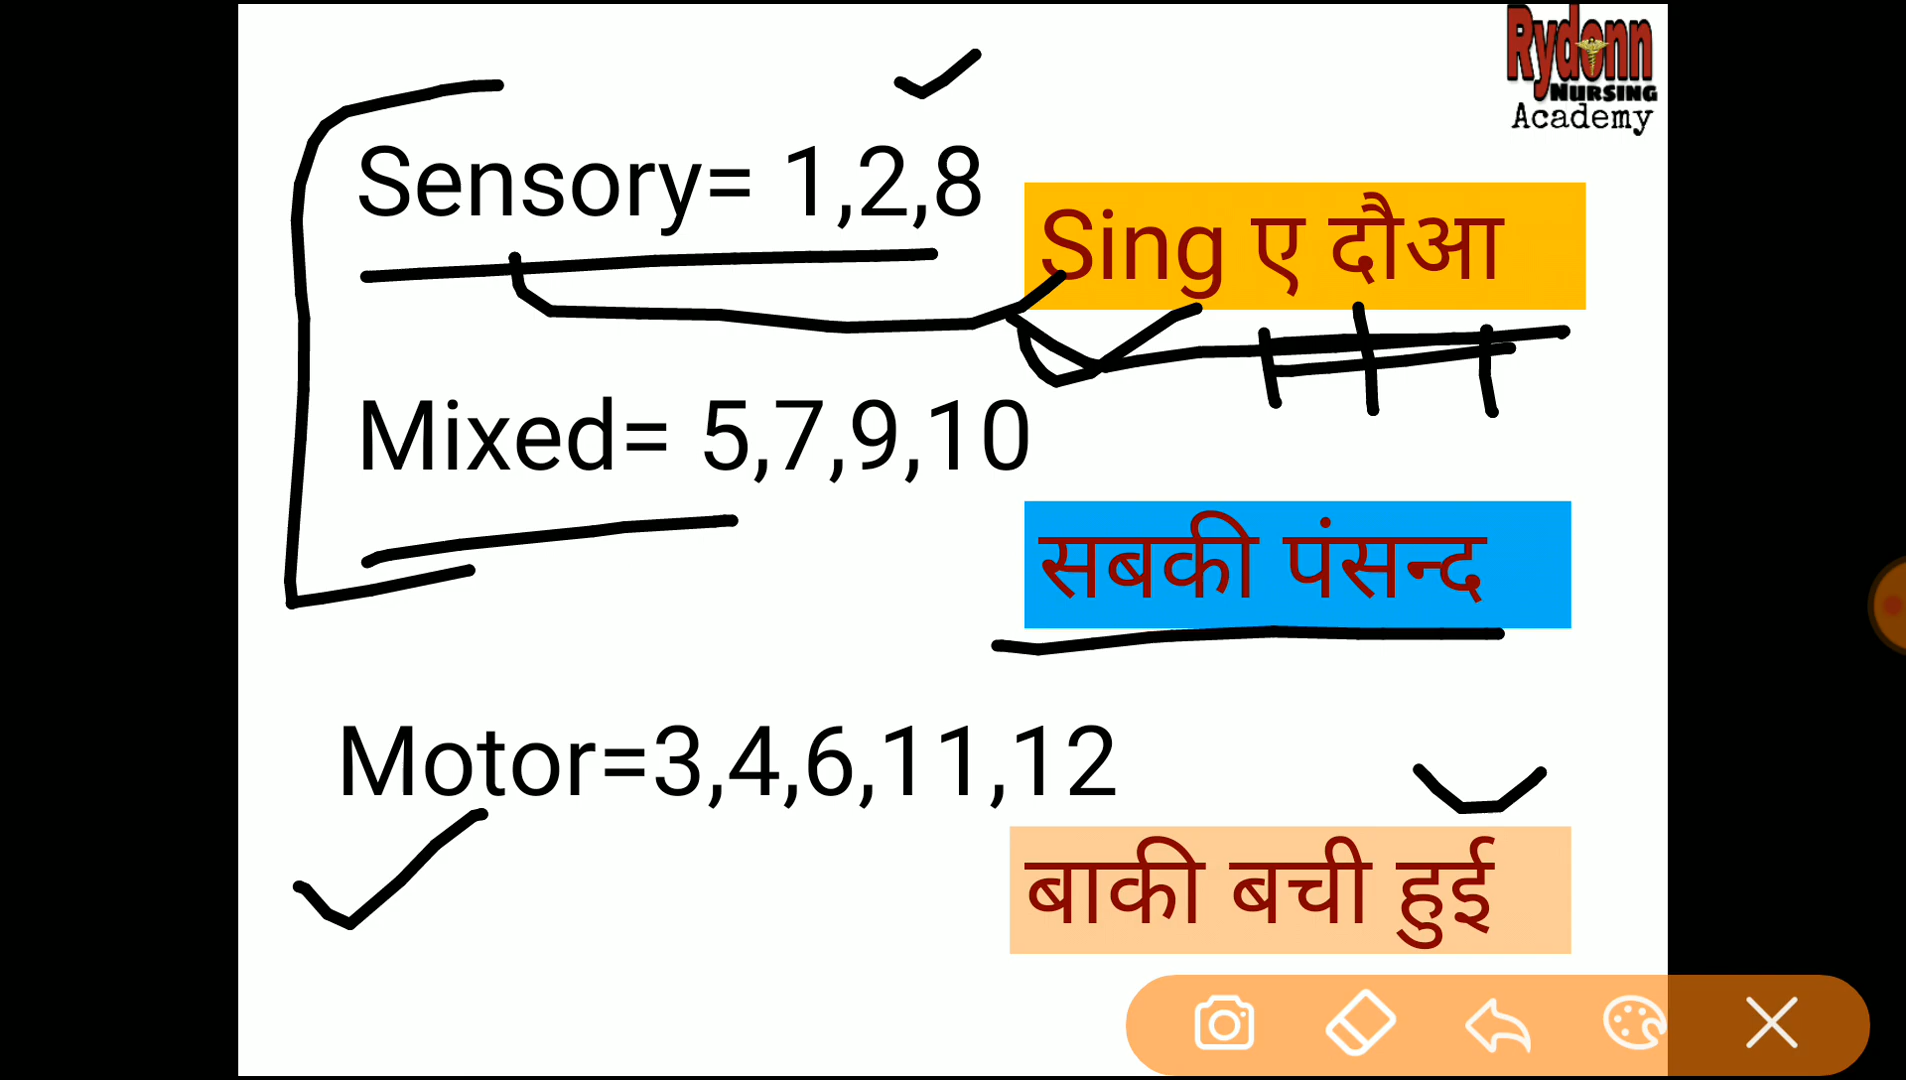 Rydonn
NURSING
Academy
Sensory= 1,2,8
Sing ए दौआ
Mixed= 5,7,9,10
सबकी पंसन्द
Motor=3,4,6,11,12
बाकी बची हुई